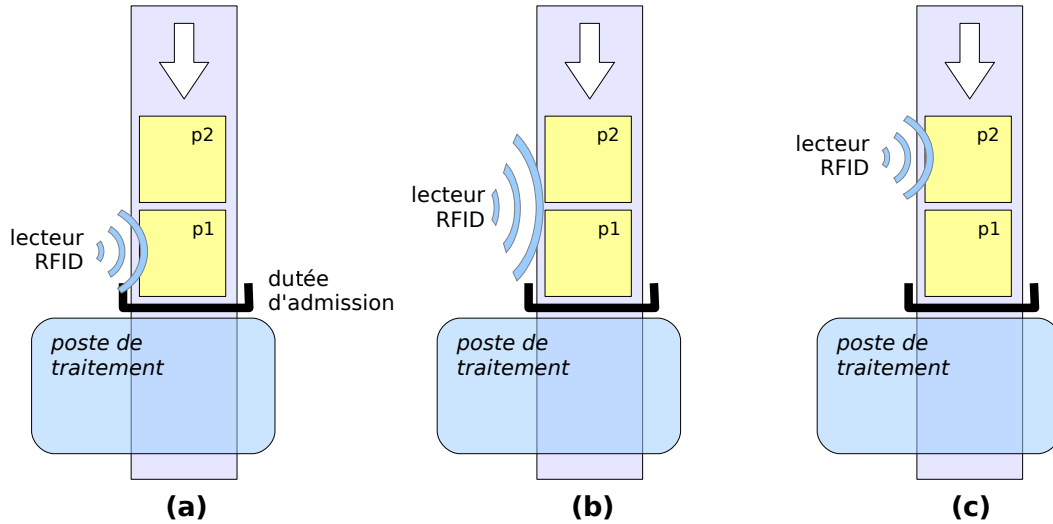 p2
p1
lecteur
RFID
dutée
d'admission
poste de
traitement
(a)
p2
lecteur
RFID
p1
poste de
traitement
(b)
p2
lecteur
RFID
p1
poste de
traitement
(c)